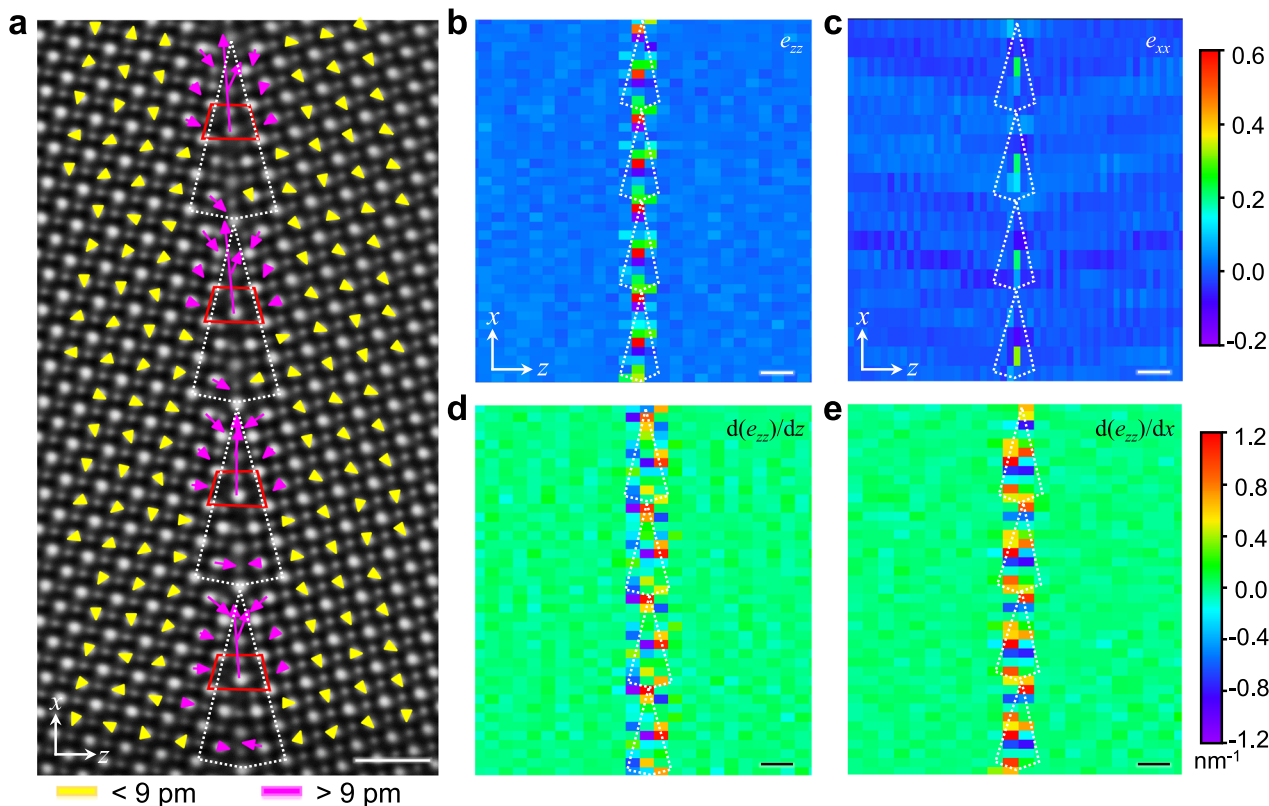 a
x
z
< 9 pm
> 9 pm
b
e_zz
x
z
c
e_xx
x
z
0.6
0.4
0.2
0.0
-0.2
d
d(e_zz)/dz
x
z
e
d(e_zz)/dx
x
z
1.2
0.8
0.4
0.0
-0.4
-0.8
-1.2
nm⁻¹